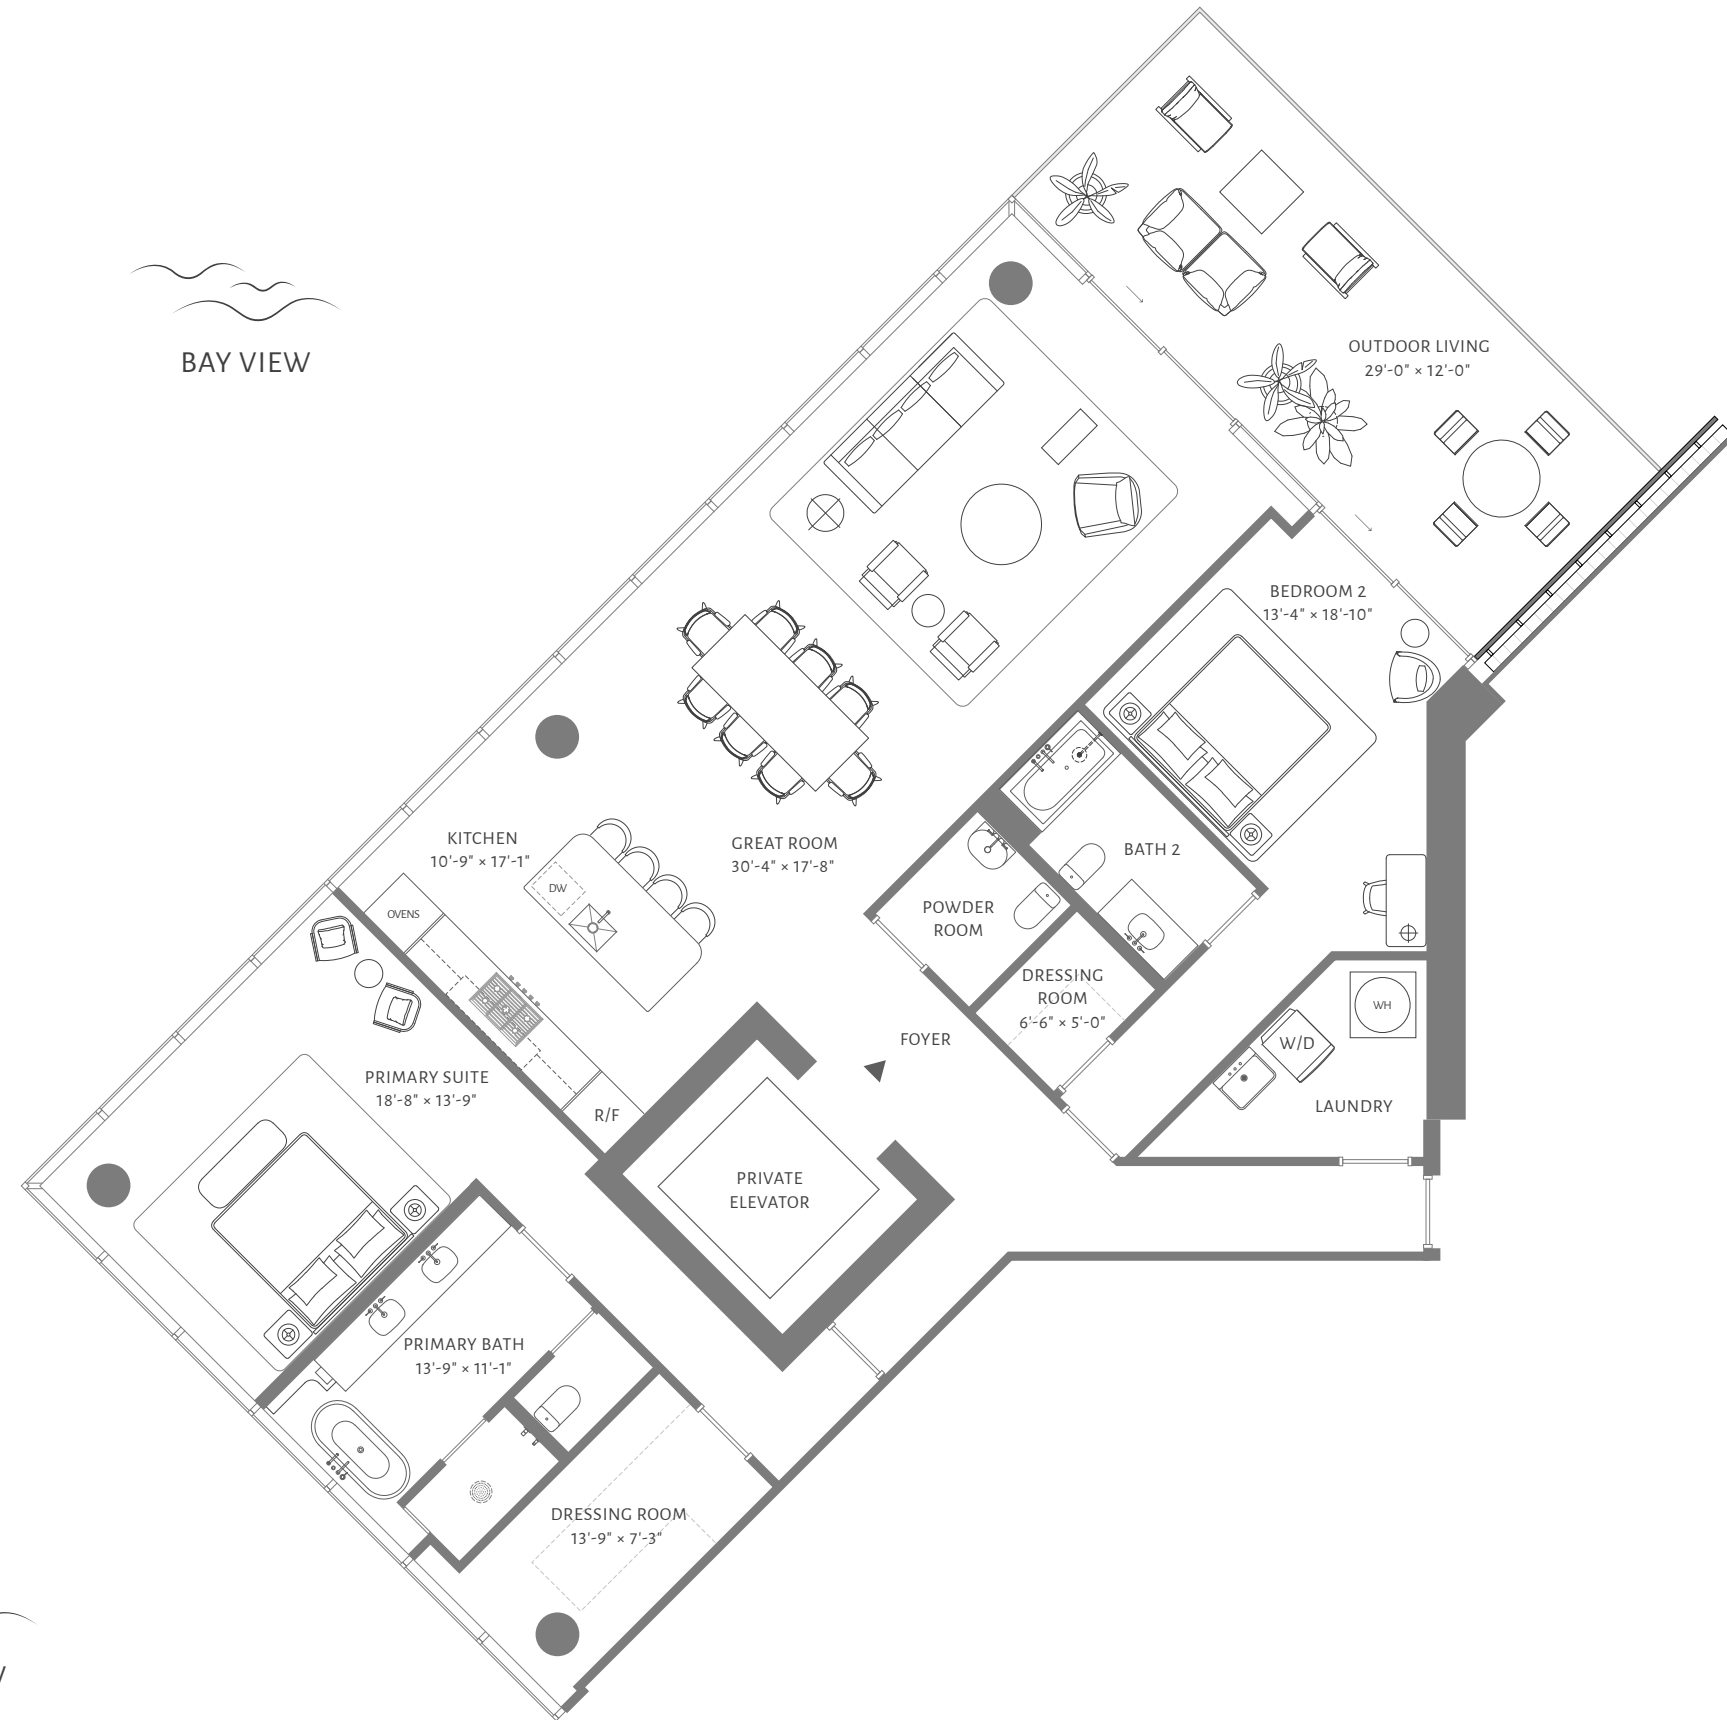 BAY VIEW
OUTDOOR LIVING
29'-0" × 12'-0"
BEDROOM 2
13'-4" × 18'-10"
KITCHEN
10'-9" × 17'-1"
GREAT ROOM
30'-4" × 17'-8"
BATH 2
DW
OVENS
POWDER
ROOM
DRESSING
ROOM
6'-6" × 5'-0"
WH
W/D
FOYER
PRIMARY SUITE
18'-8" × 13'-9"
R/F
LAUNDRY
PRIVATE
ELEVATOR
PRIMARY BATH
13'-9" × 11'-1"
DRESSING ROOM
13'-9" × 7'-3"